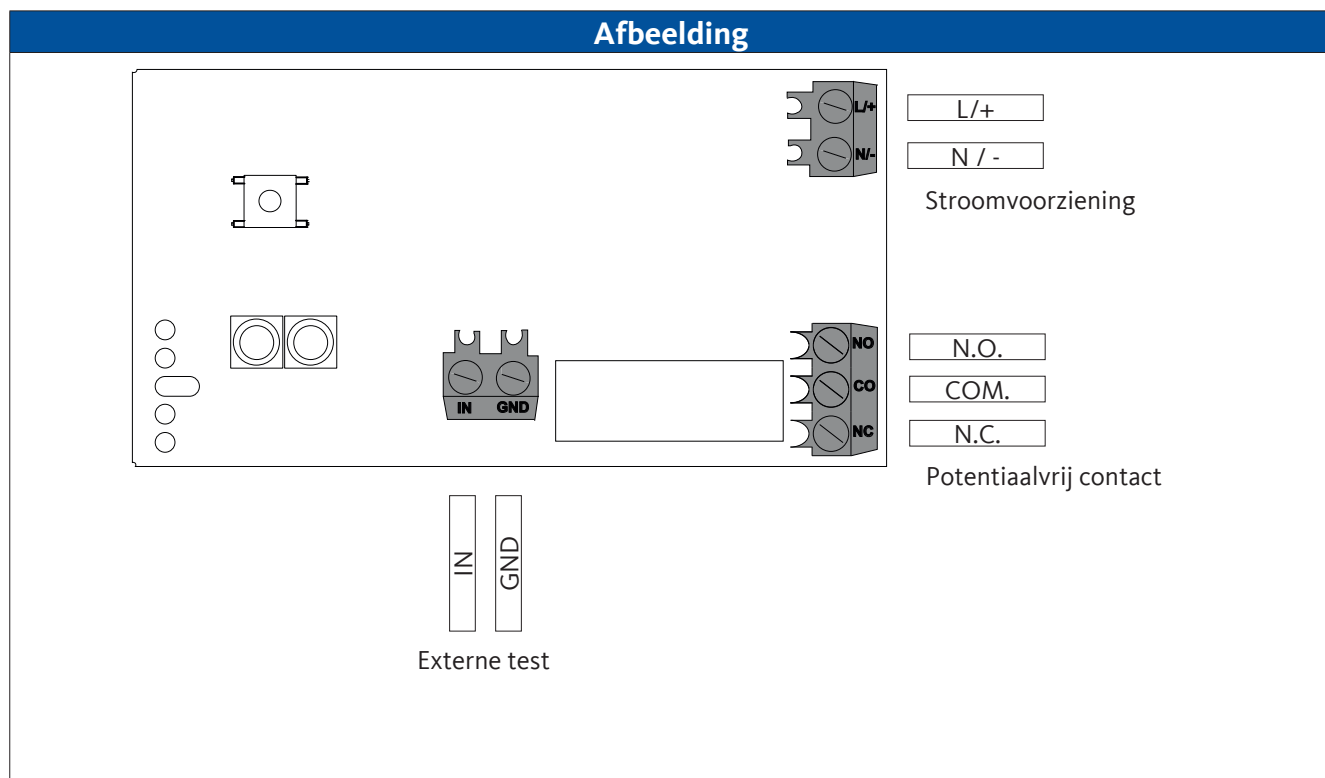 Afbeelding
L/+
L/+
N/-
N / -
Stroomvoorziening
NO
N.O.
CO
COM.
NC
N.C.
IN GND
Potentiaalvrij contact
IN
GND
Externe test